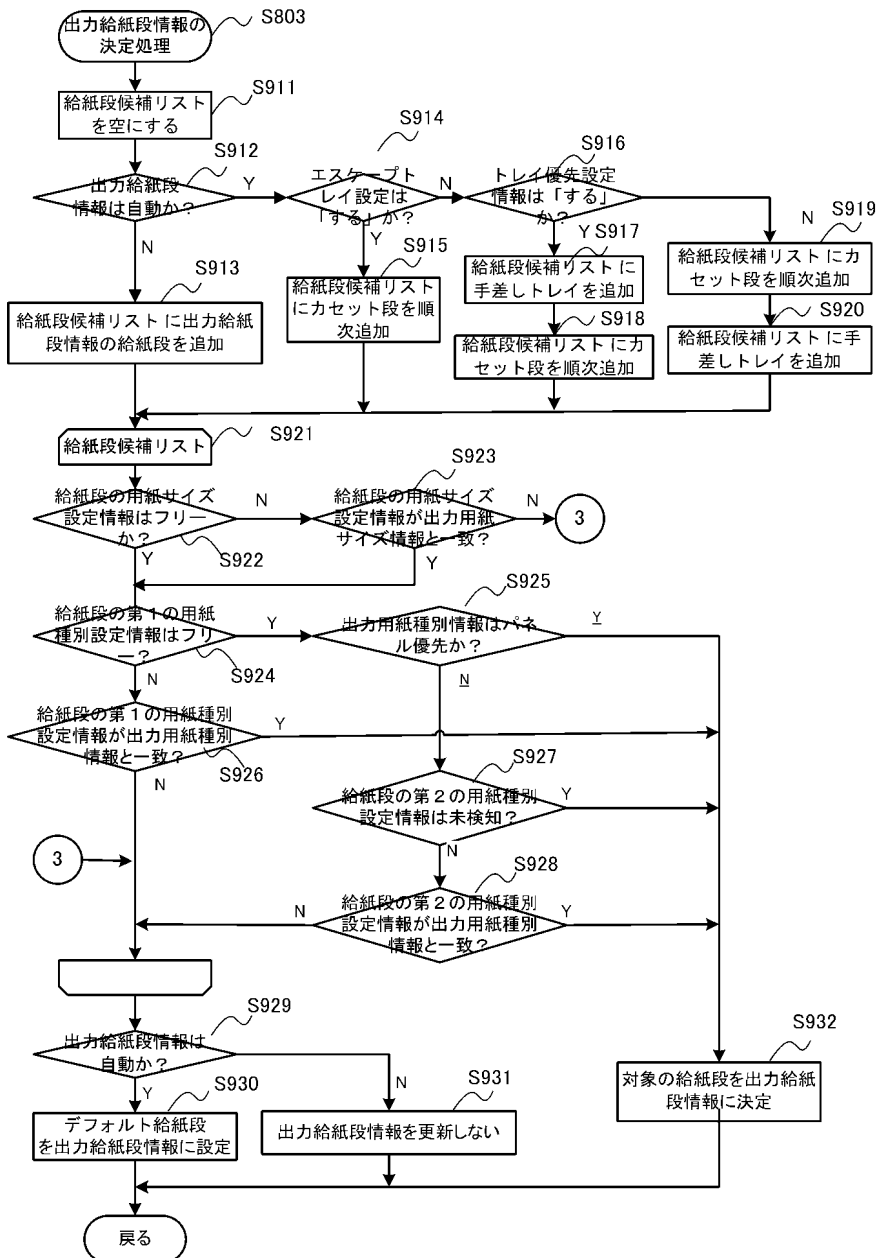 出力給紙段情報の
決定処理
S803
給紙段候補リスト
を空にする
S911
出力給紙段
情報は自動か？
S912
Y
N
エスケープト
レイ設定は
「する」か？
S914
N
Y
トレイ優先設定
情報は「する」
か？
S916
Y
N
給紙段候補リスト に出力給紙
段情報の給紙段を追加
S913
給紙段候補リスト
にカセット段を順
次追加
S915
給紙段候補リスト に
手差しトレイを追加
S917
給紙段候補リスト にカ
セット段を順次追加
S918
給紙段候補リスト にカ
セット段を順次追加
S919
給紙段候補リスト に手
差しトレイを追加
S920
給紙段候補リスト
S921
給紙段の用紙サイズ
設定情報はフリー
か？
S922
N
Y
給紙段の用紙サイズ
設定情報が出力用紙
サイズ情報と一致？
S923
N
Y
3
給紙段の第１の用紙
種別設定情報はフリ
ー？
S924
Y
N
出力用紙種別情報はパネ
ル優先か？
S925
Y
N
給紙段の第１の用紙種別
設定情報が出力用紙種別
情報と一致？
S926
Y
N
給紙段の第２の用紙種別
設定情報は未検知？
S927
Y
N
3
給紙段の第２の用紙種別
設定情報が出力用紙種別
情報と一致？
S928
N
Y
出力給紙段情報は
自動か？
S929
Y
N
デフォルト給紙段
を出力給紙段情報に設定
S930
出力給紙段情報を更新しない
S931
対象の給紙段を出力給紙
段情報に決定
S932
戻る